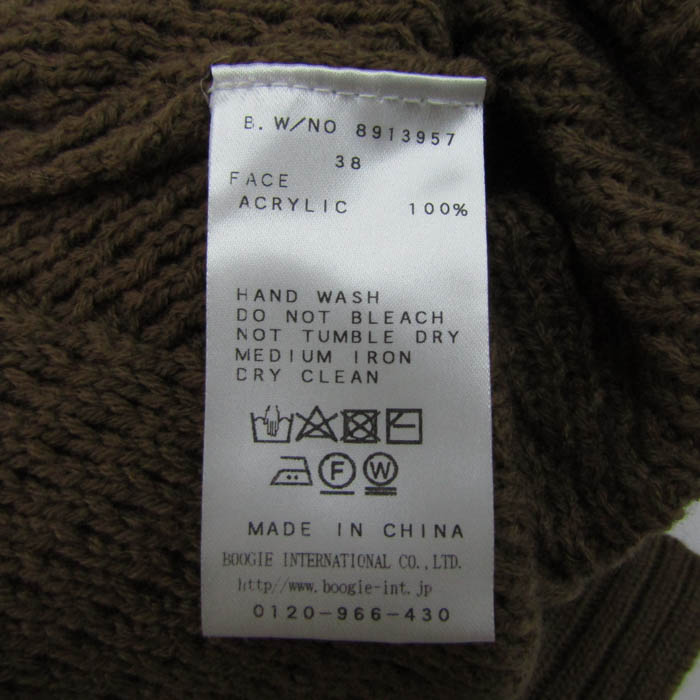 B. W/NO 8913957
38
FACE
ACRYLIC 100%
HAND WASH
DO NOT BLEACH
NOT TUMBLE DRY
MEDIUM IRON
DRY CLEAN
F W
MADE IN CHINA
BOOGIE INTERNATIONAL CO.,LTD.
http//www.boogie-int.jp
0120-966-430